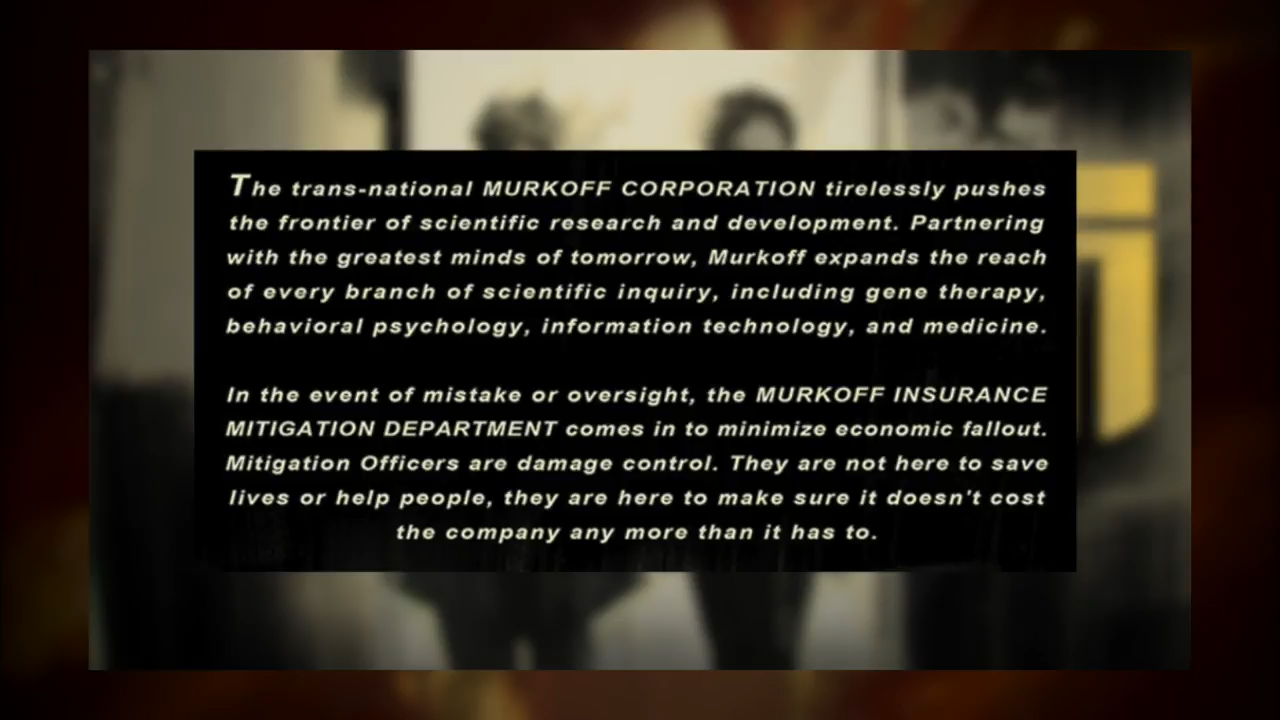 The trans-national MURKOFF CORPORATION tirelessly pushes
the frontier of scientific research and development. Partnering
with the greatest minds of tomorrow, Murkoff expands the reach
of every branch of scientific inquiry, including gene therapy,
behavioral psychology, information technology, and medicine.
In the event of mistake or oversight, the MURKOFF INSURANCE
MITIGATION DEPARTMENT comes in to minimize economic fallout.
Mitigation Officers are damage control. They are not here to save
lives or help people, they are here to make sure it doesn't cost
the company any more than it has to.